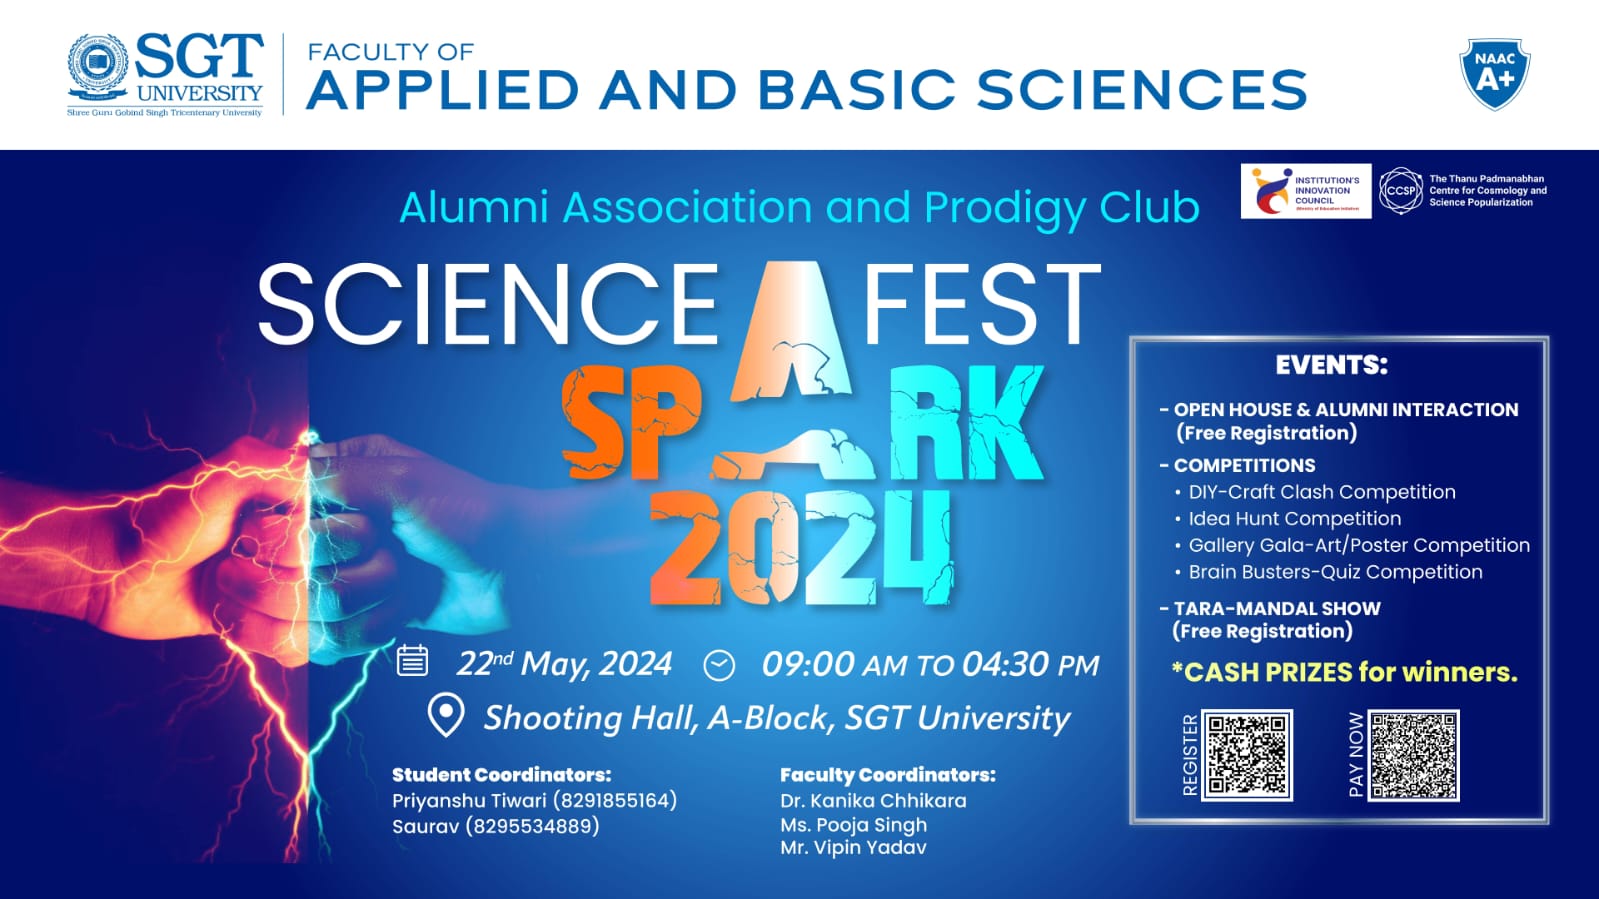 SGT
UNIVERSITY
Shree Guru Gobind Singh Tricentenary University
FACULTY OF
APPLIED AND BASIC SCIENCES
NAAC
A+
INSTITUTION'S
INNOVATION
COUNCIL
(Ministry of Education Initiative)
CCSP
The Thanu Padmanabhan
Centre for Cosmology and
Science Popularization
Alumni Association and Prodigy Club
SCIENCE FEST
SPARK
2024
22nd May, 2024
09:00 AM TO 04:30 PM
Shooting Hall, A-Block, SGT University
Student Coordinators:
Priyanshu Tiwari (8291855164)
Saurav (8295534889)
Faculty Coordinators:
Dr. Kanika Chhikara
Ms. Pooja Singh
Mr. Vipin Yadav
EVENTS:
- OPEN HOUSE & ALUMNI INTERACTION
(Free Registration)
- COMPETITIONS
• DIY-Craft Clash Competition
• Idea Hunt Competition
• Gallery Gala-Art/Poster Competition
• Brain Busters-Quiz Competition
- TARA-MANDAL SHOW
(Free Registration)
*CASH PRIZES for winners.
REGISTER
PAY NOW